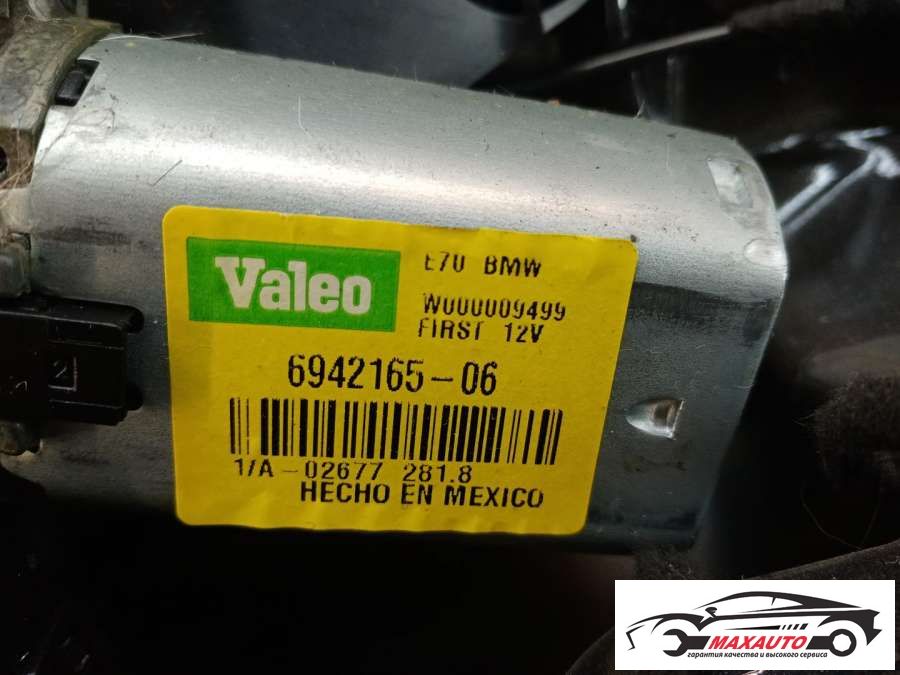 Valeo
E70 BMW
W000009499
FIRST 12V
6942165-06
1/A-02677 281.8
HECHO EN MEXICO
2
MAXAUTO
гарантия качества и высокого сервиса